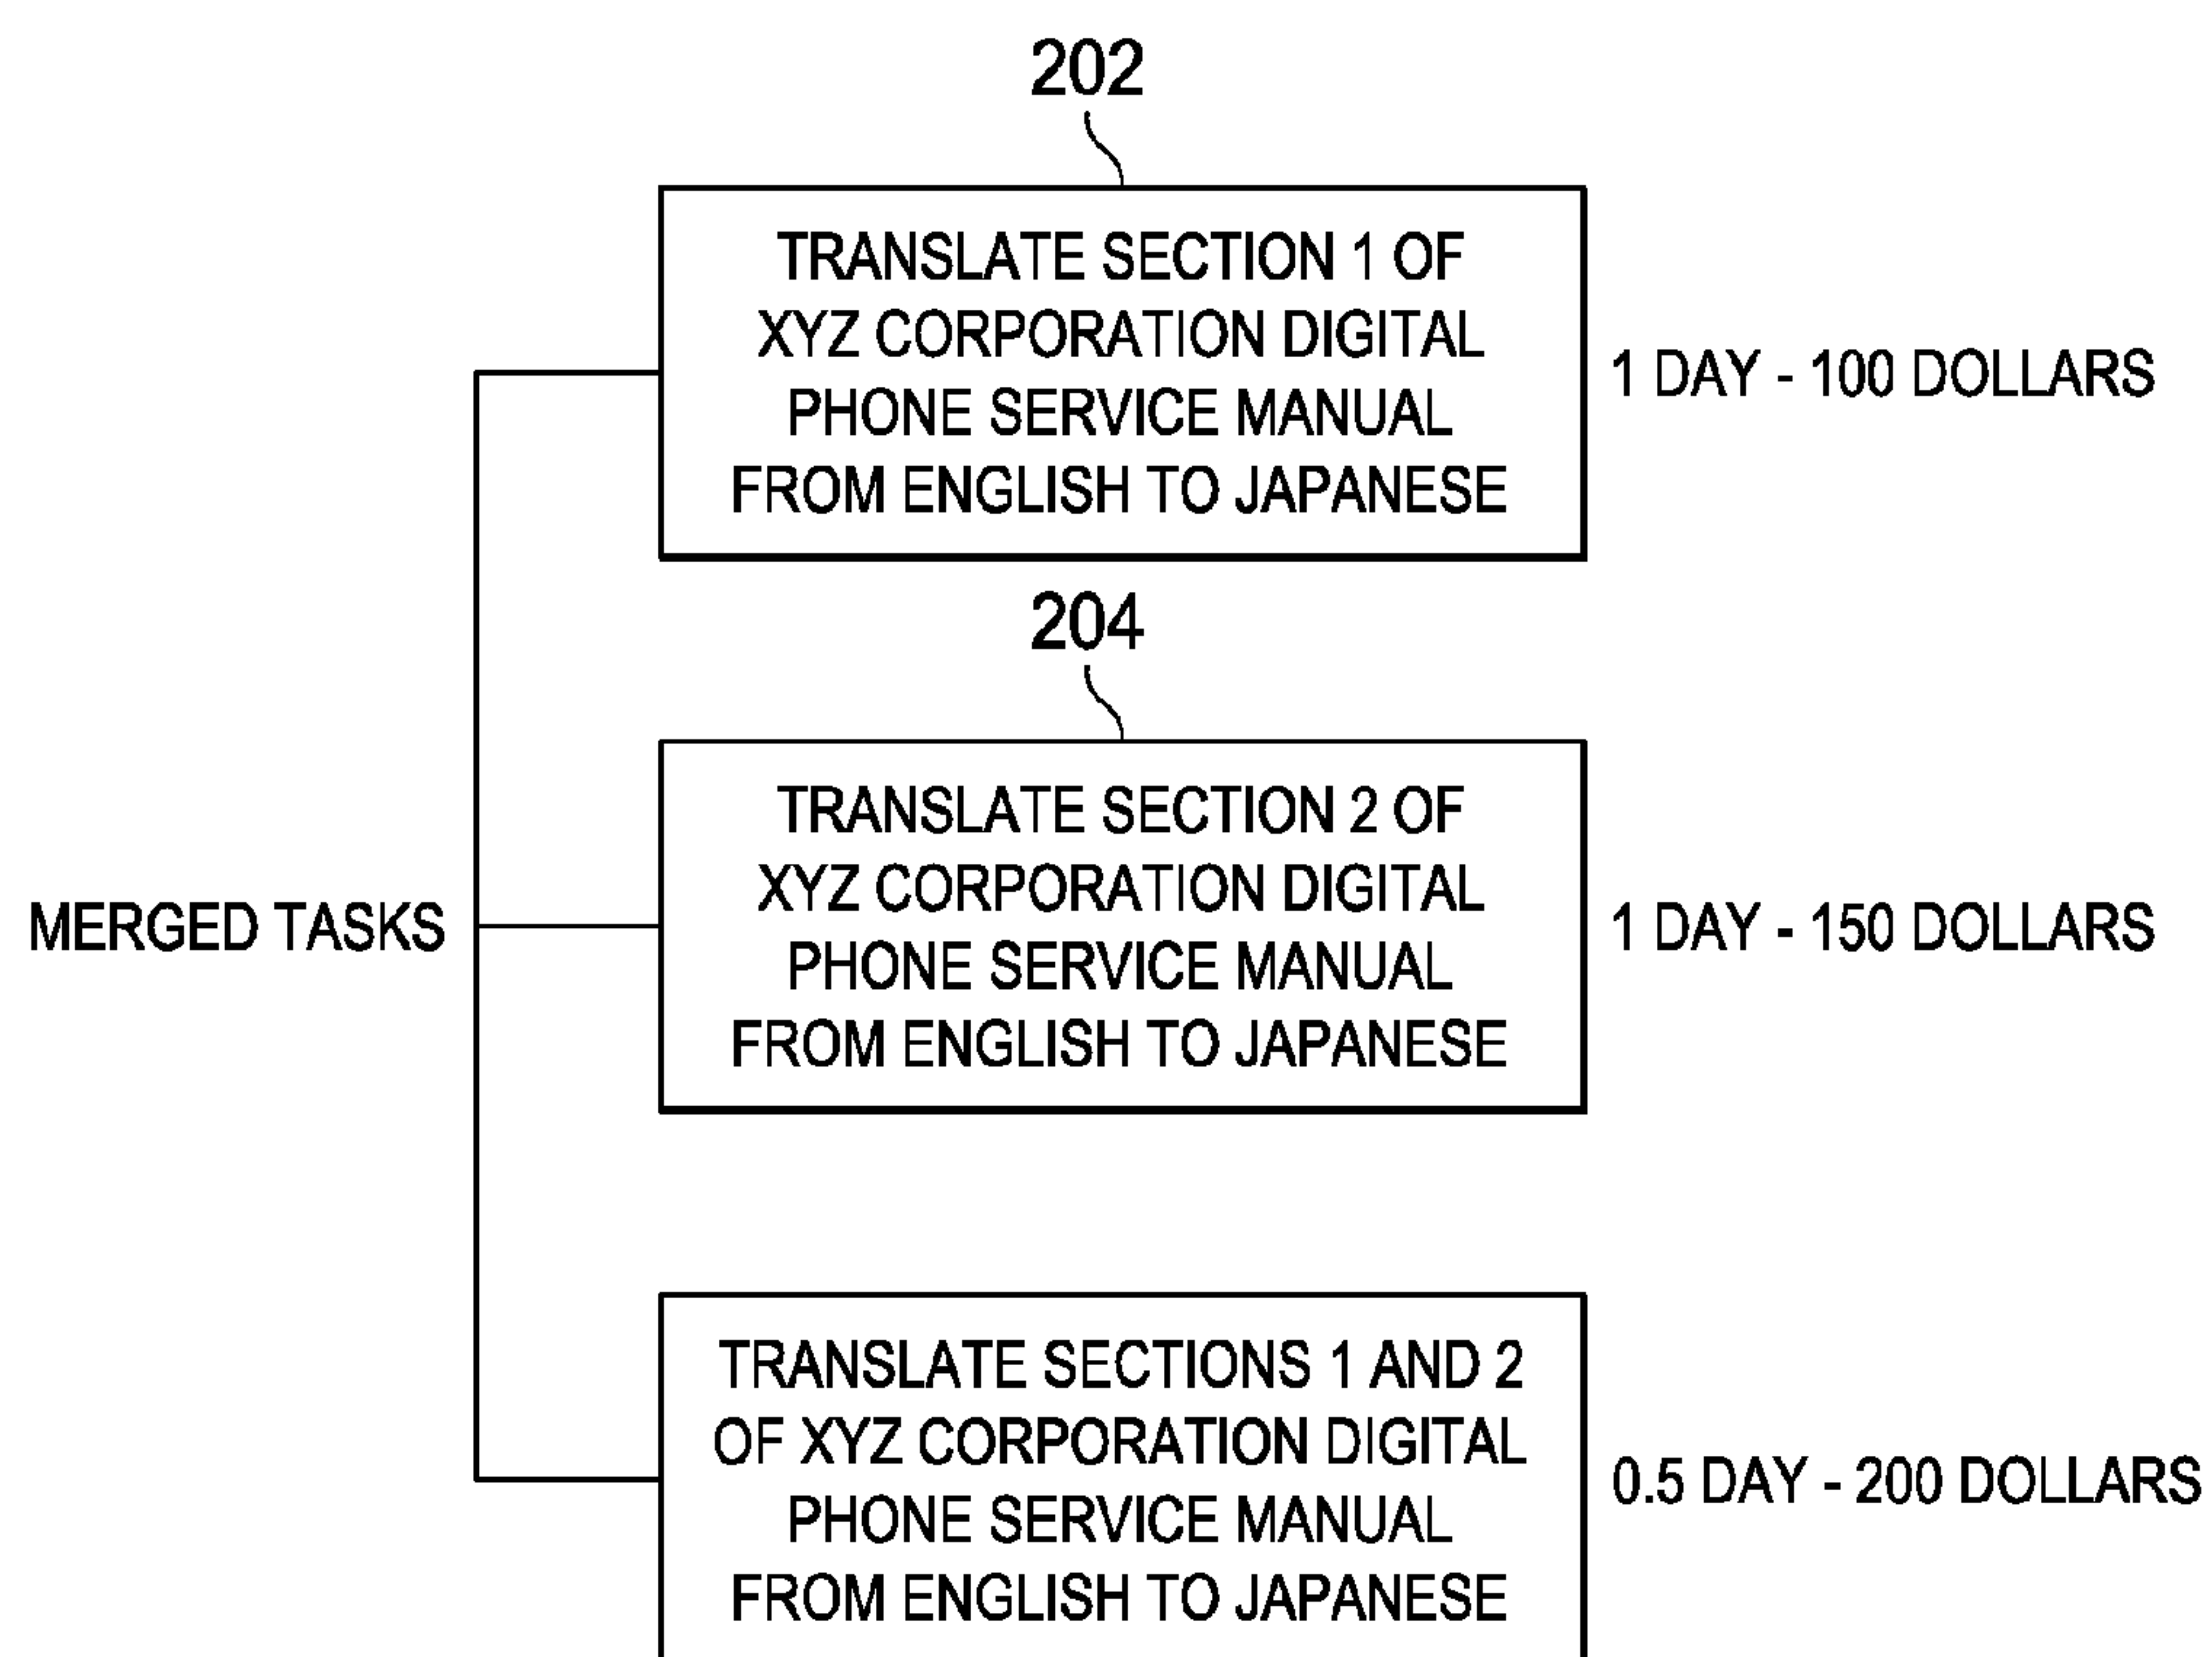 202
TRANSLATE SECTION 1 OF
XYZ CORPORATION DIGITAL
PHONE SERVICE MANUAL
FROM ENGLISH TO JAPANESE
1 DAY - 100 DOLLARS
204
MERGED TASKS
TRANSLATE SECTION 2 OF
XYZ CORPORATION DIGITAL
PHONE SERVICE MANUAL
FROM ENGLISH TO JAPANESE
1 DAY - 150 DOLLARS
TRANSLATE SECTIONS 1 AND 2
OF XYZ CORPORATION DIGITAL
PHONE SERVICE MANUAL
FROM ENGLISH TO JAPANESE
0.5 DAY - 200 DOLLARS